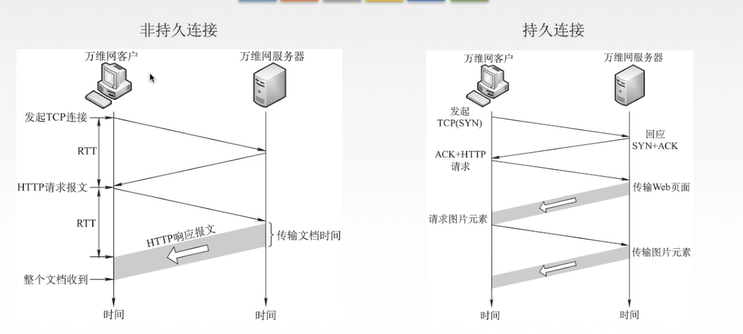 非持久连接
万维网客户
万维网服务器
发起TCP连接
RTT
HTTP请求报文
RTT
HTTP响应报文
传输文档时间
整个文档收到
时间
时间
持久连接
万维网客户
万维网服务器
发起
TCP(SYN)
回应
SYN+ACK
ACK+HTTP
请求
传输Web页面
请求图片元素
传输图片元素
时间
时间